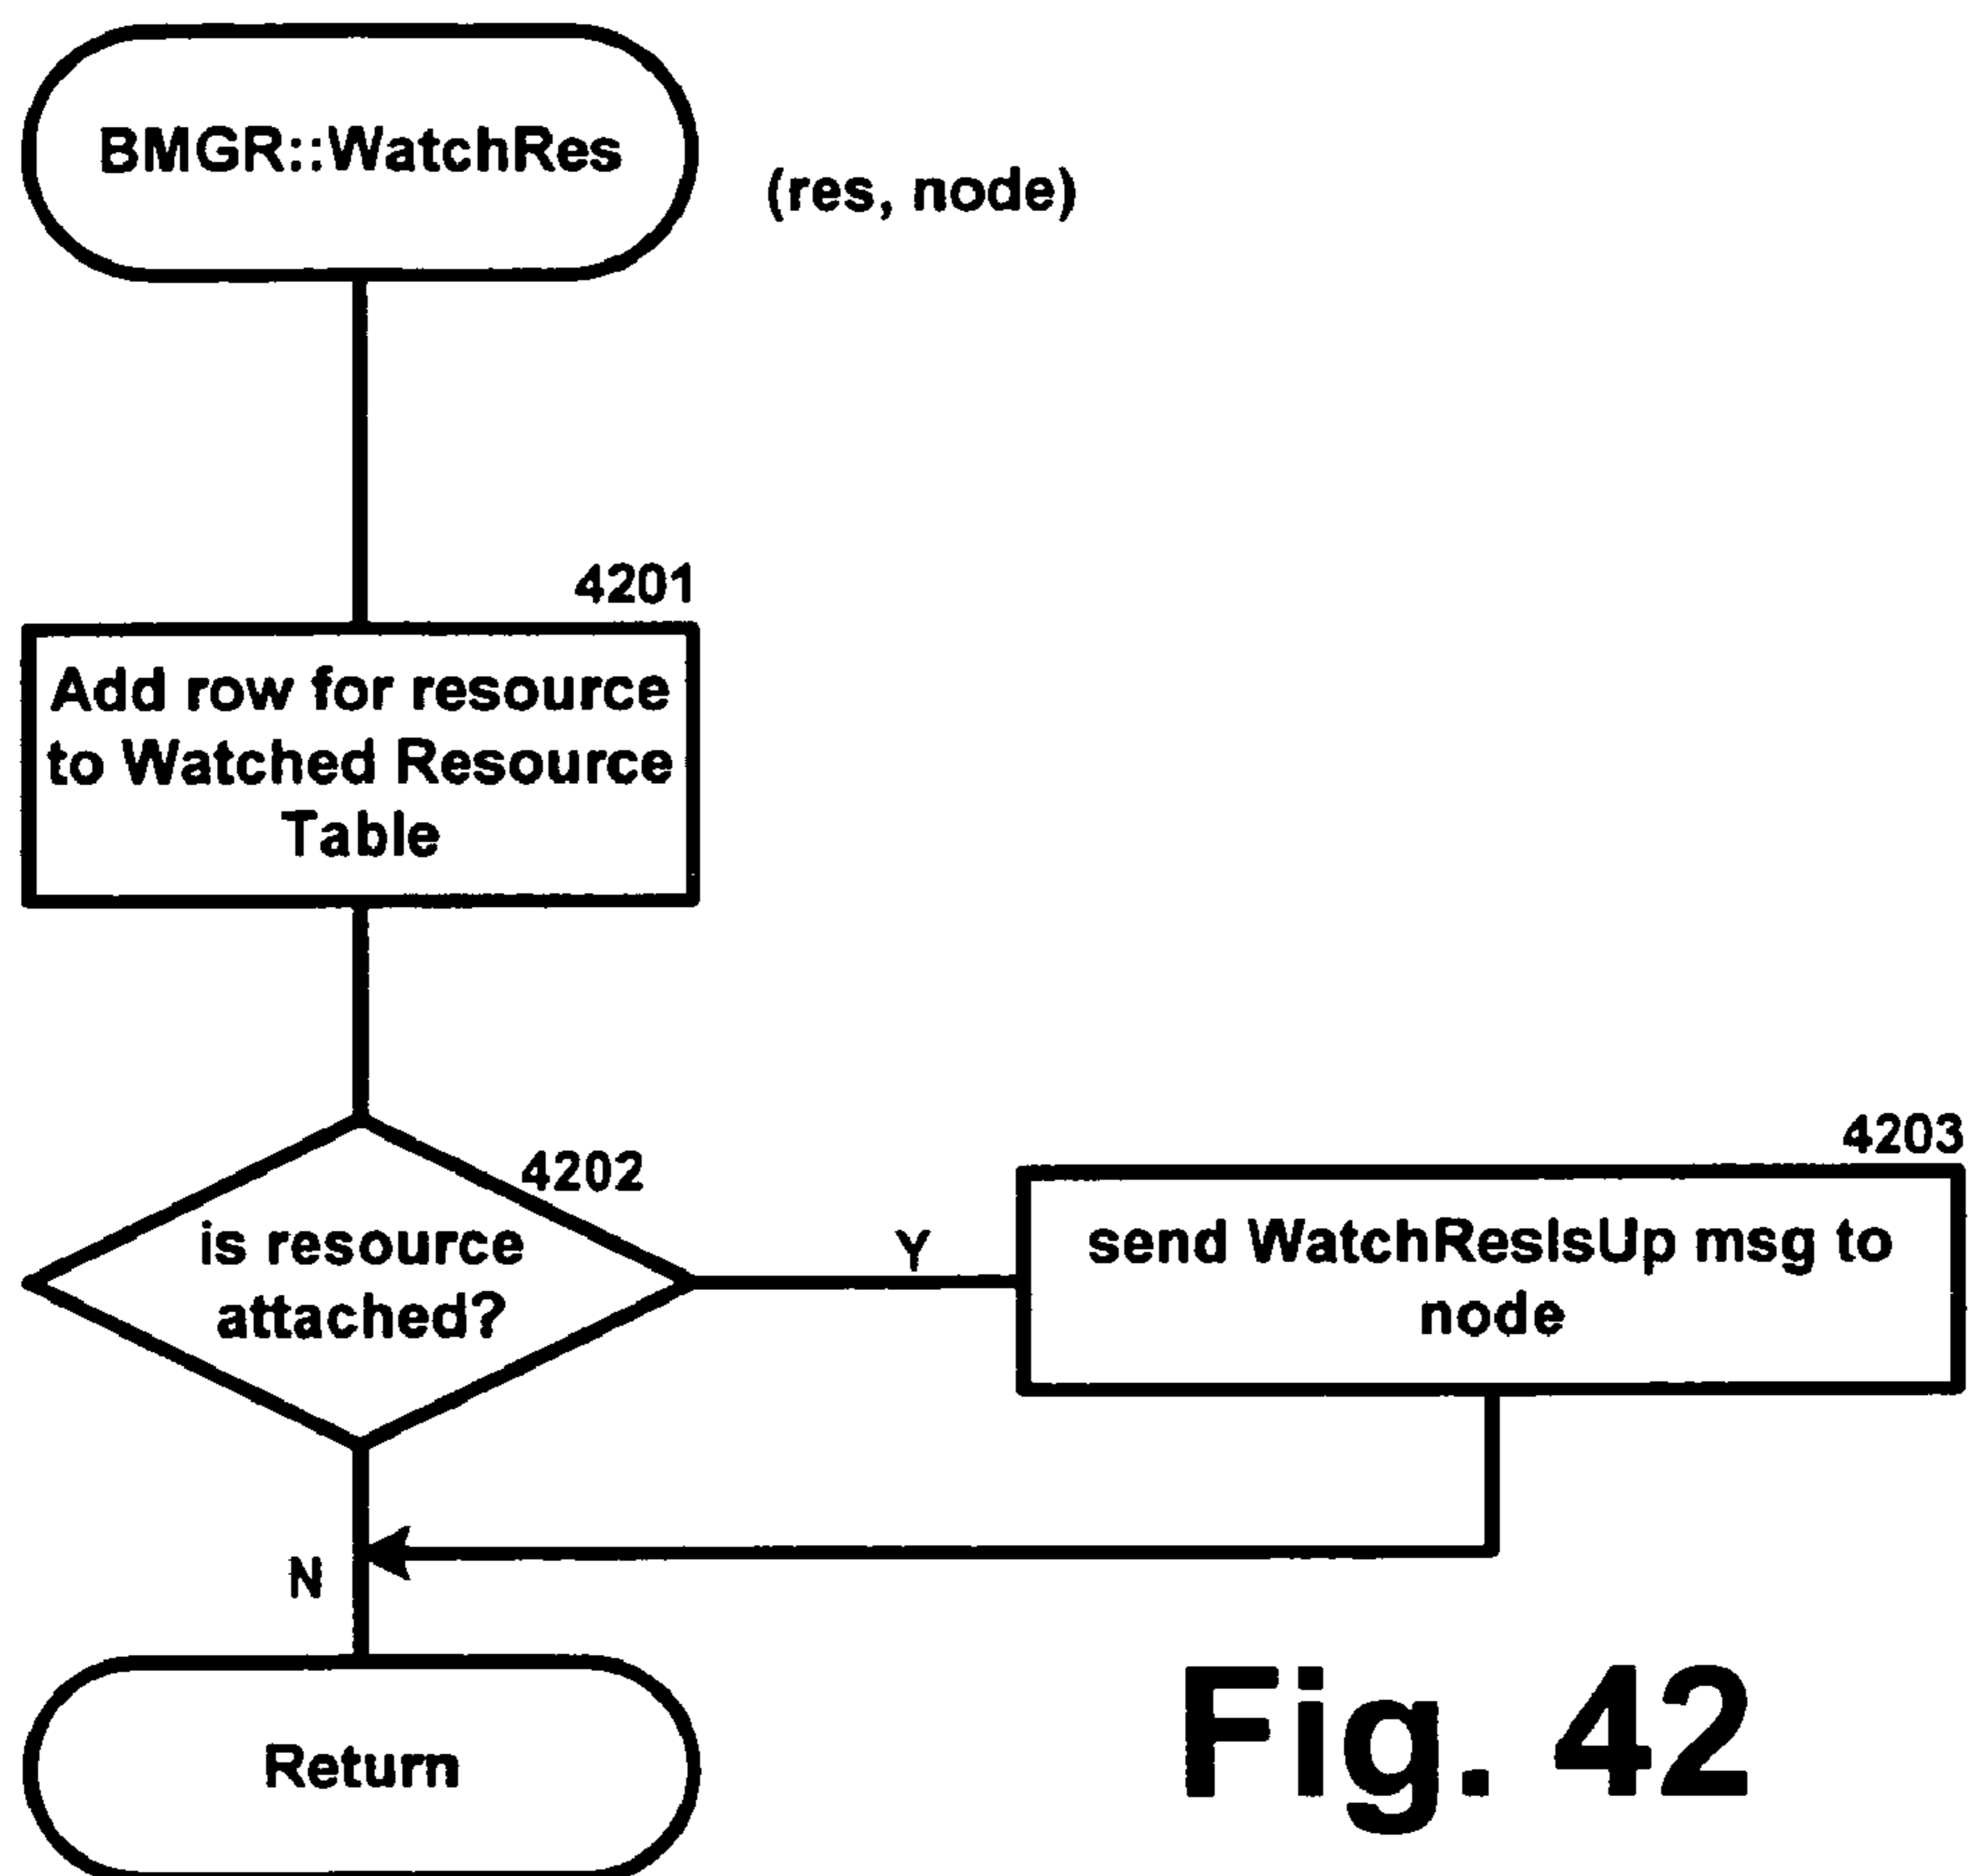 BMGR::WatchRes
(res, node)
4201
Add row for resource
to Watched Resource
Table
4202
is resource
attached?
Y
4203
send WatchResIsUp msg to
node
N
Return
Fig. 42